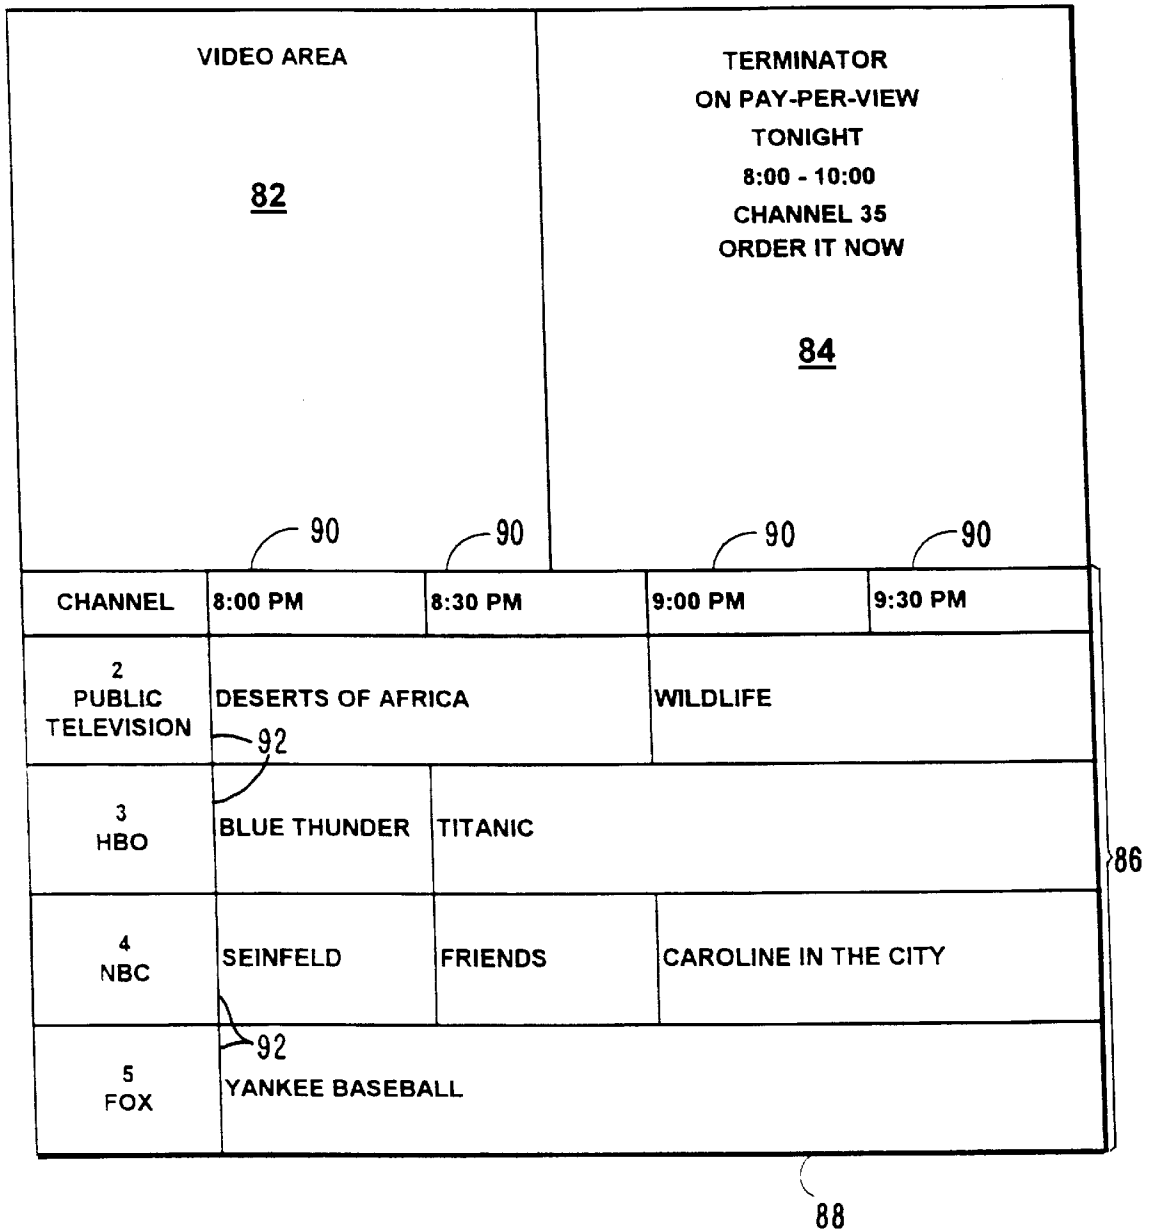 VIDEO AREA
82
TERMINATOR
ON PAY-PER-VIEW
TONIGHT
8:00 - 10:00
CHANNEL 35
ORDER IT NOW
84
90
90
90
90
CHANNEL
8:00 PM
8:30 PM
9:00 PM
9:30 PM
2
PUBLIC
TELEVISION
DESERTS OF AFRICA
WILDLIFE
92
3
HBO
BLUE THUNDER
TITANIC
86
4
NBC
SEINFELD
FRIENDS
CAROLINE IN THE CITY
92
5
FOX
YANKEE BASEBALL
88